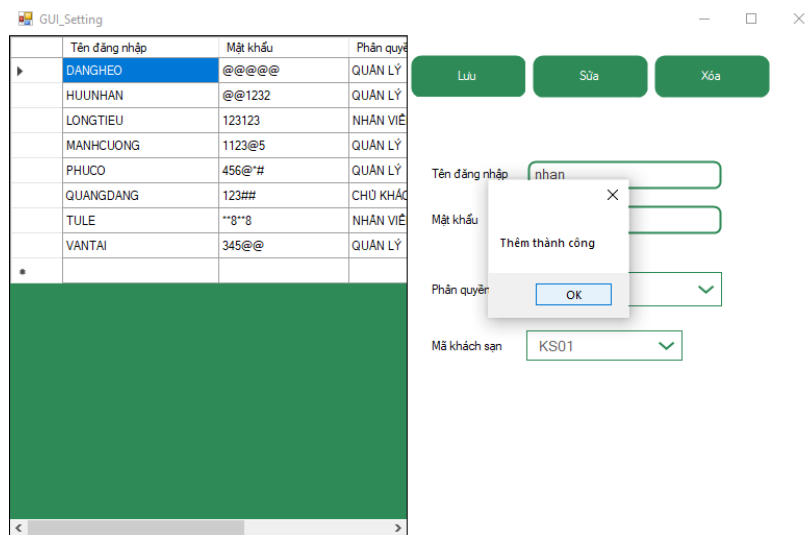 GUI_Setting
Tên đăng nhập Mật khẩu Phân quyề
DANGHEO @@@@@ QUẢN LÝ
HUUNHAN @@1232 QUẢN LÝ
LONGTIEU 123123 NHÂN VIÊ
MANHCUONG 1123@5 QUẢN LÝ
PHUCO 456@*# QUẢN LÝ
QUANGDANG 123## CHỦ KHÁC
TULE **8**8 NHÂN VIÊ
VANTAI 345@@ QUẢN LÝ
Lưu Sửa Xóa
Tên đăng nhập nhan
Mật khẩu
Thêm thành công
OK
Phân quyền
Mã khách sạn KS01